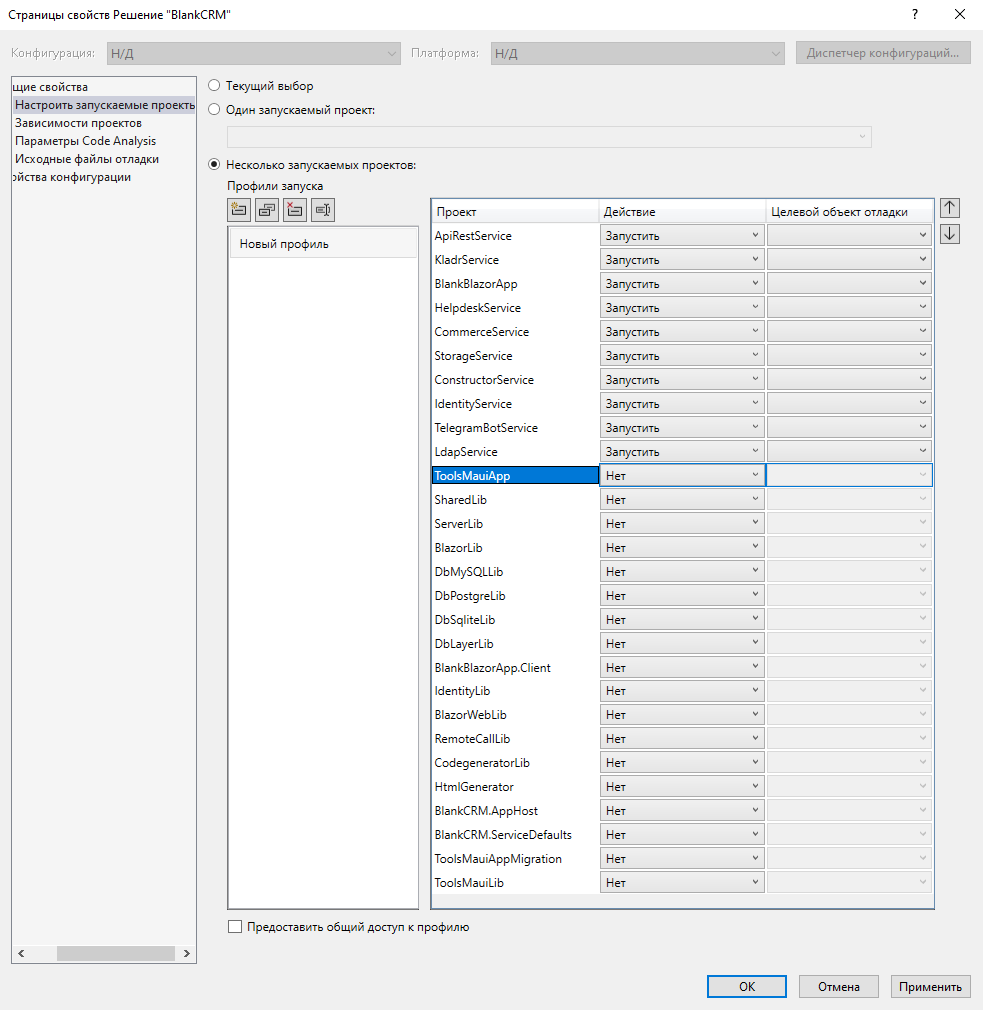 Страницы свойств Решение "BlankCRM"
?
Конфигурация: Н/Д Платформа: Н/Д Диспетчер конфигураций...
щие свойства
Настроить запускаемые проекть
Зависимости проектов
Параметры Code Analysis
Исходные файлы отладки
ойства конфигурации
Текущий выбор
Один запускаемый проект:
Несколько запускаемых проектов:
Профили запуска
Новый профиль
Проект Действие Целевой объект отладки
ApiRestService Запустить
KladrService Запустить
BlankBlazorApp Запустить
HelpdeskService Запустить
CommerceService Запустить
StorageService Запустить
ConstructorService Запустить
IdentityService Запустить
TelegramBotService Запустить
LdapService Запустить
ToolsMauiApp Нет
SharedLib Нет
ServerLib Нет
BlazorLib Нет
DbMySQLLib Нет
DbPostgreLib Нет
DbSqliteLib Нет
DbLayerLib Нет
BlankBlazorApp.Client Нет
IdentityLib Нет
BlazorWebLib Нет
RemoteCallLib Нет
CodegeneratorLib Нет
HtmlGenerator Нет
BlankCRM.AppHost Нет
BlankCRM.ServiceDefaults Нет
ToolsMauiAppMigration Нет
ToolsMauiLib Нет
Предоставить общий доступ к профилю
ОК Отмена Применить